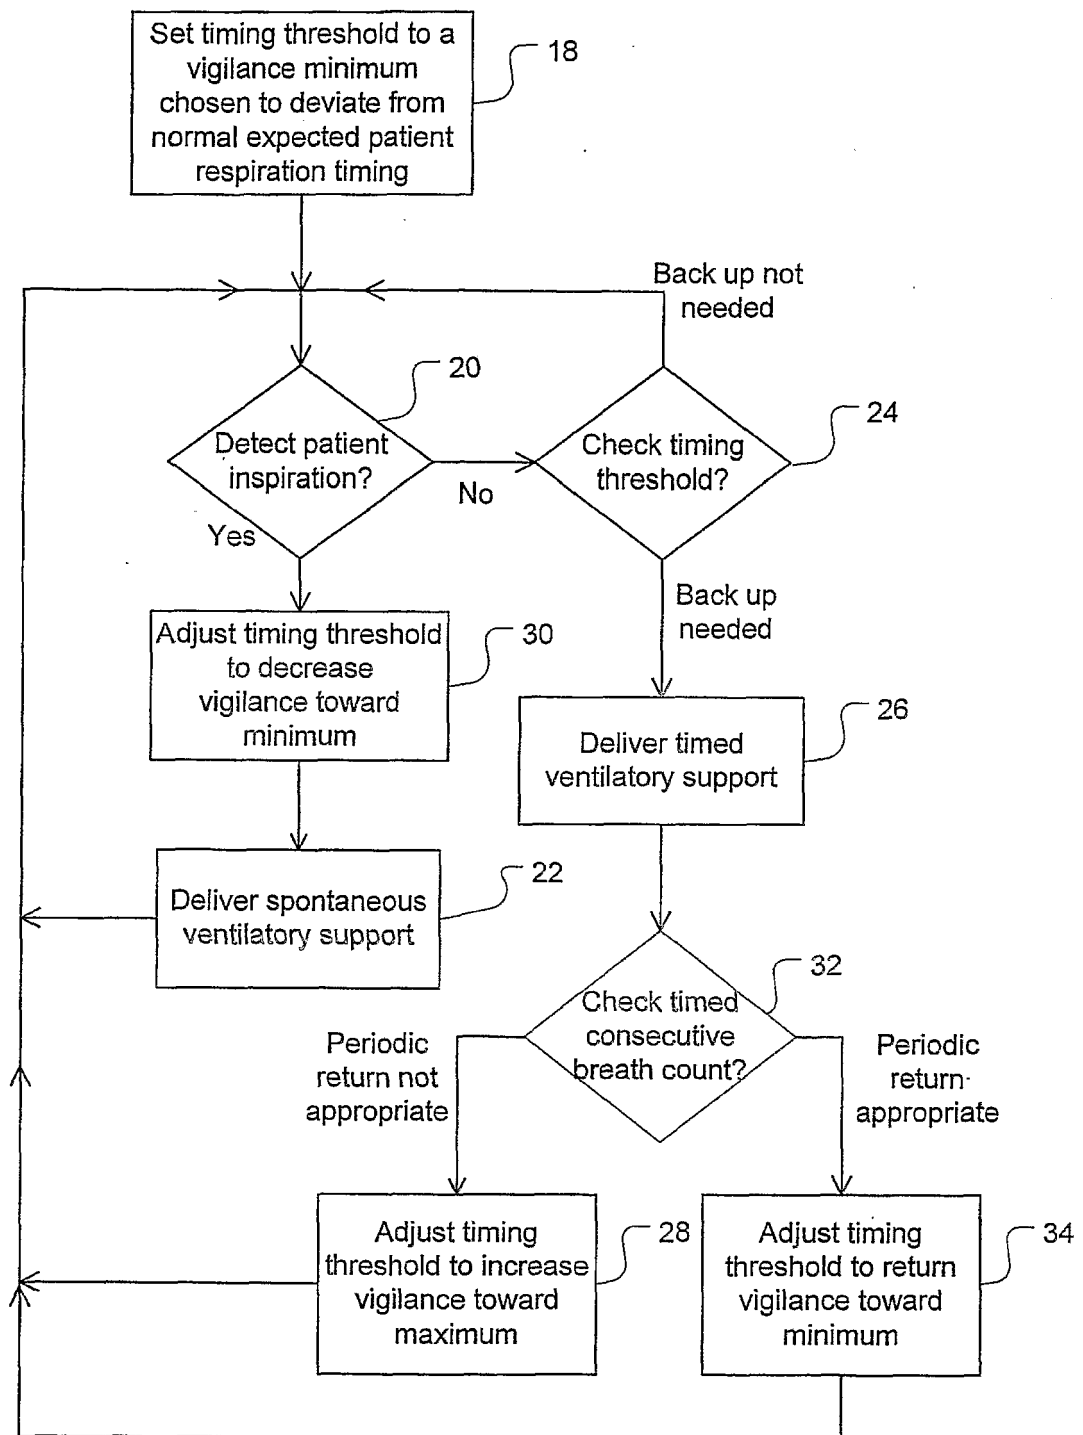 Set timing threshold to a
vigilance minimum
chosen to deviate from
normal expected patient
respiration timing
18
Back up not
needed
20
Detect patient
inspiration?
No
Yes
24
Check timing
threshold?
Back up
needed
Adjust timing threshold
to decrease
vigilance toward
minimum
30
26
Deliver timed
ventilatory support
22
Deliver spontaneous
ventilatory support
32
Check timed
consecutive
breath count?
Periodic
return not
appropriate
Periodic
return
appropriate
Adjust timing
threshold to increase
vigilance toward
maximum
28
Adjust timing
threshold to return
vigilance toward
minimum
34